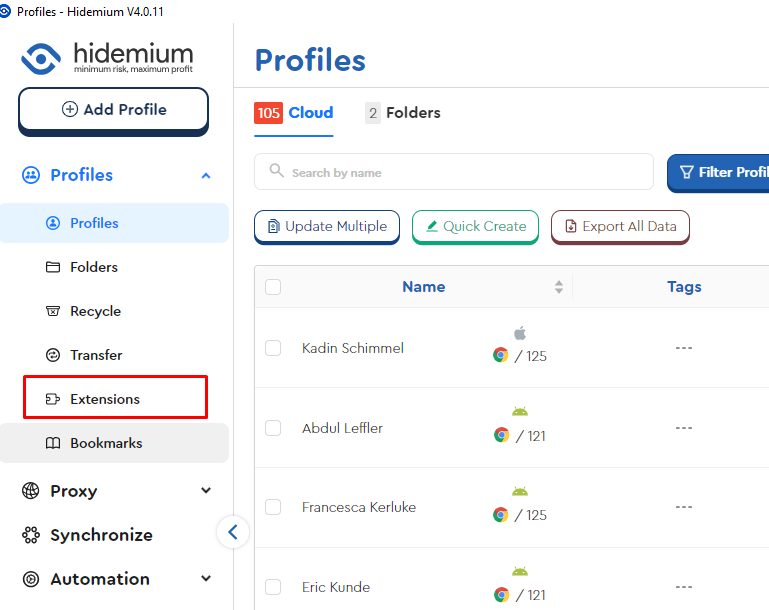 Profiles - Hidemium V4.0.11
hidemium
minimum risk, maximum profit
Add Profile
Profiles
Profiles
Folders
Recycle
Transfer
Extensions
Bookmarks
Proxy
Synchronize
Automation
Profiles
105 Cloud
2 Folders
Search by name
Filter Profil
Update Multiple
Quick Create
Export All Data
Name
Tags
Kadin Schimmel
/ 125
---
Abdul Leffler
/ 121
---
Francesca Kerluke
/ 125
---
Eric Kunde
/ 121
---